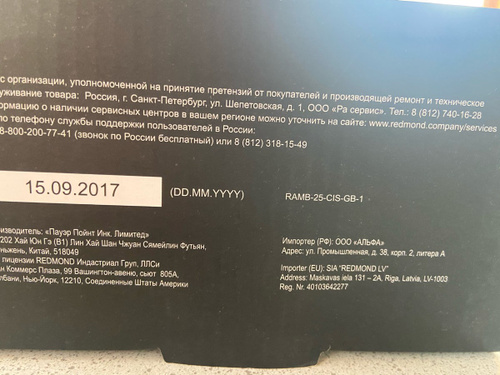 с организации, уполномоченной на принятие претензий от покупателей и производящей ремонт и техническое
служивание товара: Россия, г. Санкт-Петербург, ул. Шепетовская, д. 1, ООО «Ра сервис». Тел.: 8 (812) 740-16-28
ормацию о наличии сервисных центров в вашем регионе можно уточнить на сайте: www.redmond.company/services
по телефону службы поддержки пользователей в России:
8-800-200-77-41 (звонок по России бесплатный) или 8 (812) 318-15-49
15.09.2017 (DD.MM.YYYY) RAMB-25-CIS-GB-1
оизводитель: «Пауэр Поинт Инк. Лимитед»
202 Хай Юн Гэ (В1) Лин Хай Шан Чжуан Сямейлин Футьян,
ньжень, Китай, 518049
лицензии REDMOND Индастриал Груп, ЛЛСи
н Коммерс Плаза, 99 Вашингтон-авеню, сьют 805А,
лбани, Нью-Йорк, 12210, Соединенные Штаты Америки
Импортер (РФ): ООО «АЛЬФА»
Адрес: ул. Промышленная, д. 38, корп. 2, литера А
Importer (EU): SIA "REDMOND LV"
Address: Maskavas iela 131 – 2A, Riga, Latvia, LV-1003
Reg. Nr. 40103642277